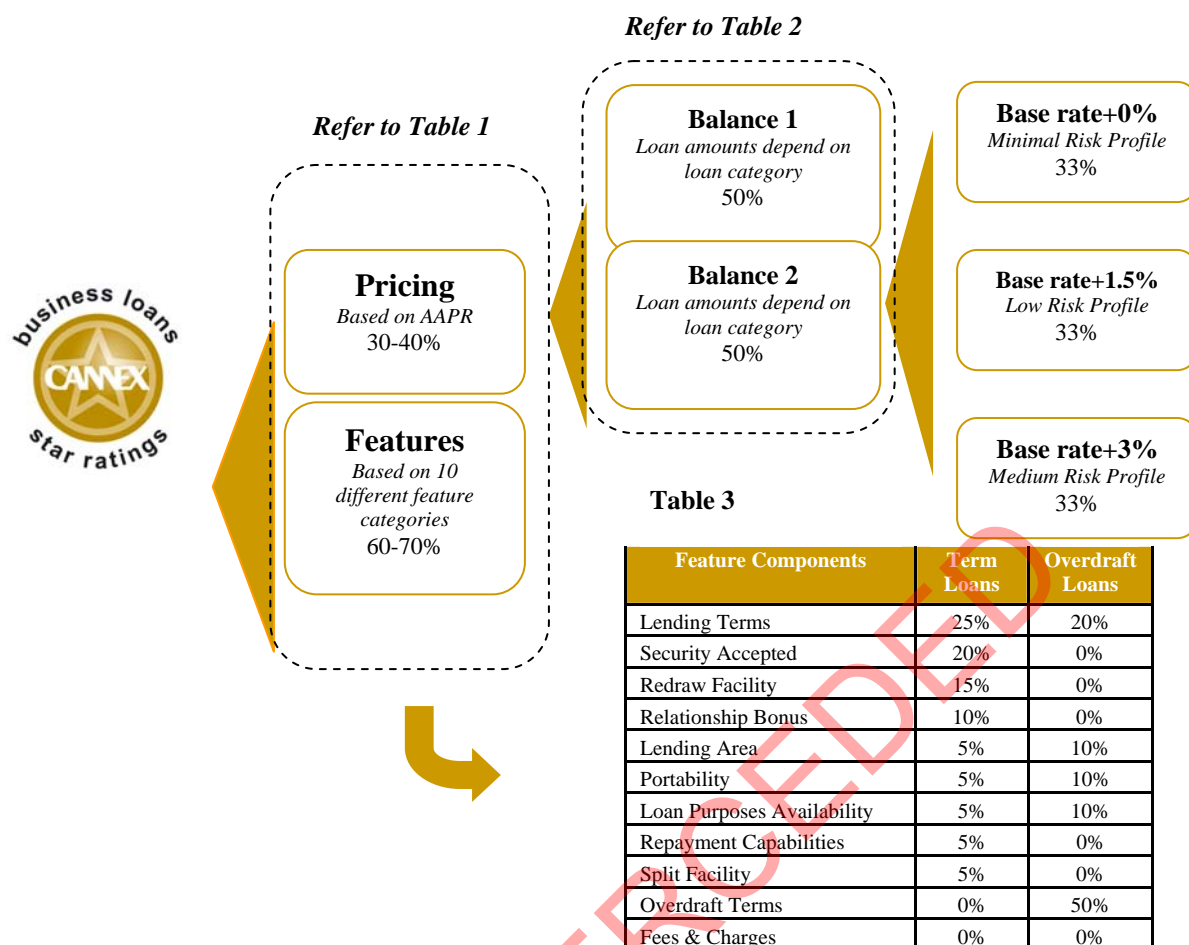 Refer to Table 2
Refer to Table 1
business loans
CANNEX
star ratings
Pricing
Based on AAPR
30-40%
Features
Based on 10
different feature
categories
60-70%
Balance 1
Loan amounts depend on
loan category
50%
Balance 2
Loan amounts depend on
loan category
50%
Base rate+0%
Minimal Risk Profile
33%
Base rate+1.5%
Low Risk Profile
33%
Base rate+3%
Medium Risk Profile
33%
Table 3
Feature Components Term Loans Overdraft Loans
Lending Terms 25% 20%
Security Accepted 20% 0%
Redraw Facility 15% 0%
Relationship Bonus 10% 0%
Lending Area 5% 10%
Portability 5% 10%
Loan Purposes Availability 5% 10%
Repayment Capabilities 5% 0%
Split Facility 5% 0%
Overdraft Terms 0% 50%
Fees & Charges 0% 0%
ERCEDED